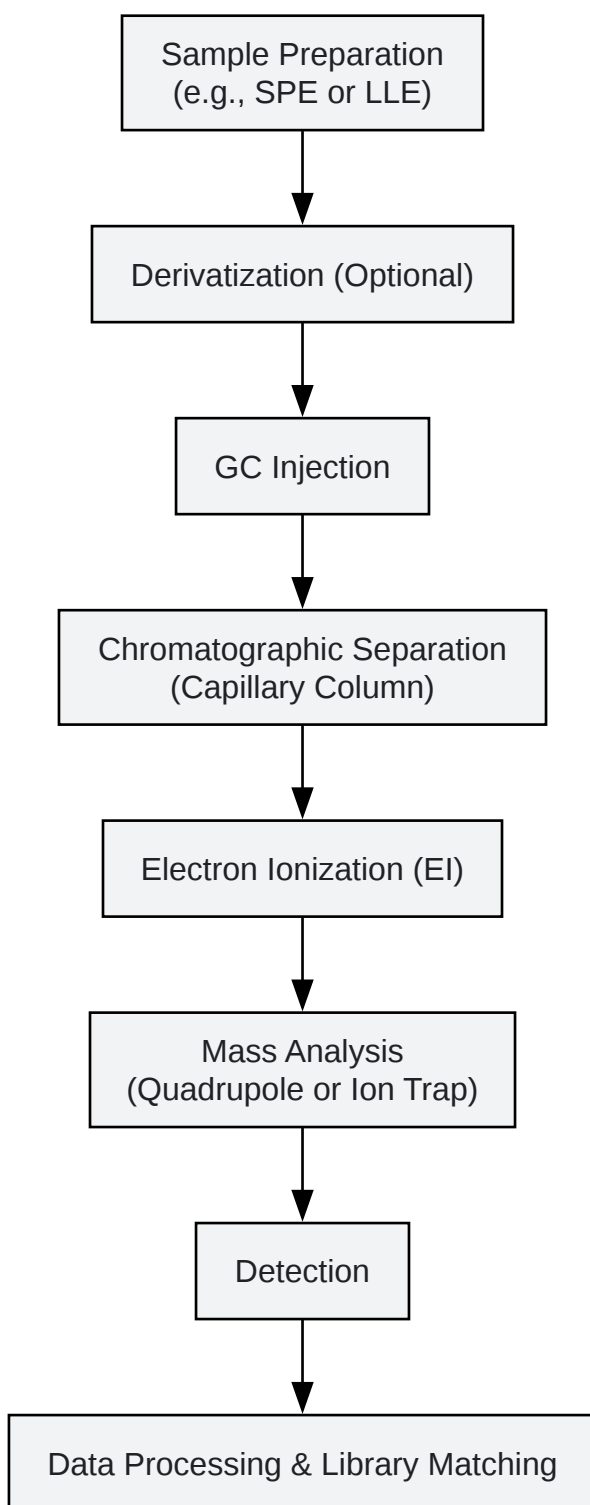 Sample Preparation
(e.g., SPE or LLE)
Derivatization (Optional)
GC Injection
Chromatographic Separation
(Capillary Column)
Electron Ionization (EI)
Mass Analysis
(Quadrupole or Ion Trap)
Detection
Data Processing & Library Matching